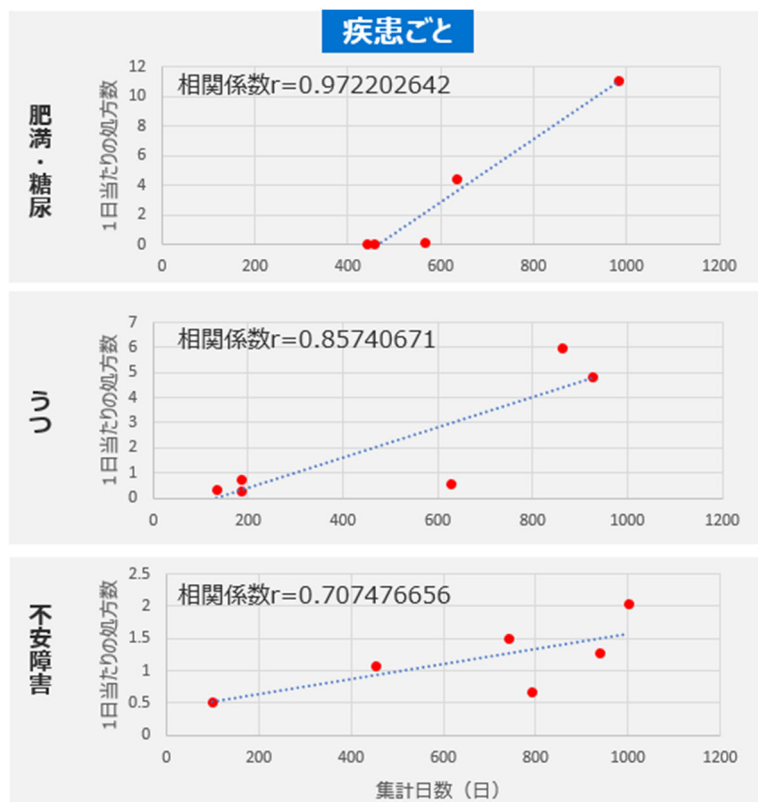 疾患ごと
肥満・糖尿
1日当たりの処方数
相関係数r=0.972202642
12
10
8
6
4
2
0
0 200 400 600 800 1000 1200
うつ
1日当たりの処方数
相関係数r=0.85740671
7
6
5
4
3
2
1
0
0 200 400 600 800 1000 1200
不安障害
1日当たりの処方数
相関係数r=0.707476656
2.5
2
1.5
1
0.5
0
0 200 400 600 800 1000 1200
集計日数（日）